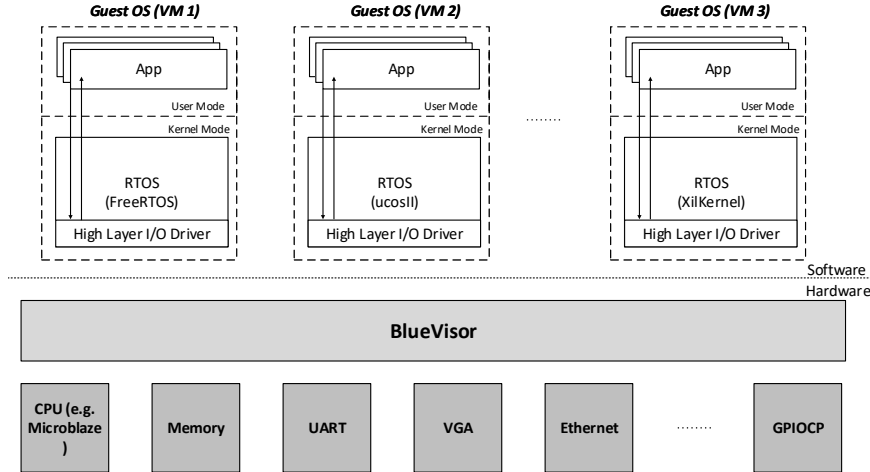 Guest OS (VM 1) Guest OS (VM 2) Guest OS (VM 3)
App App App
User Mode User Mode User Mode
Kernel Mode Kernel Mode Kernel Mode
RTOS RTOS RTOS
(FreeRTOS) (ucosII) (XilKernel)
High Layer I/O Driver High Layer I/O Driver High Layer I/O Driver
Software
Hardware
BlueVisor
CPU (e.g.
Microblaze
)
Memory
UART
VGA
Ethernet
GPIOCP